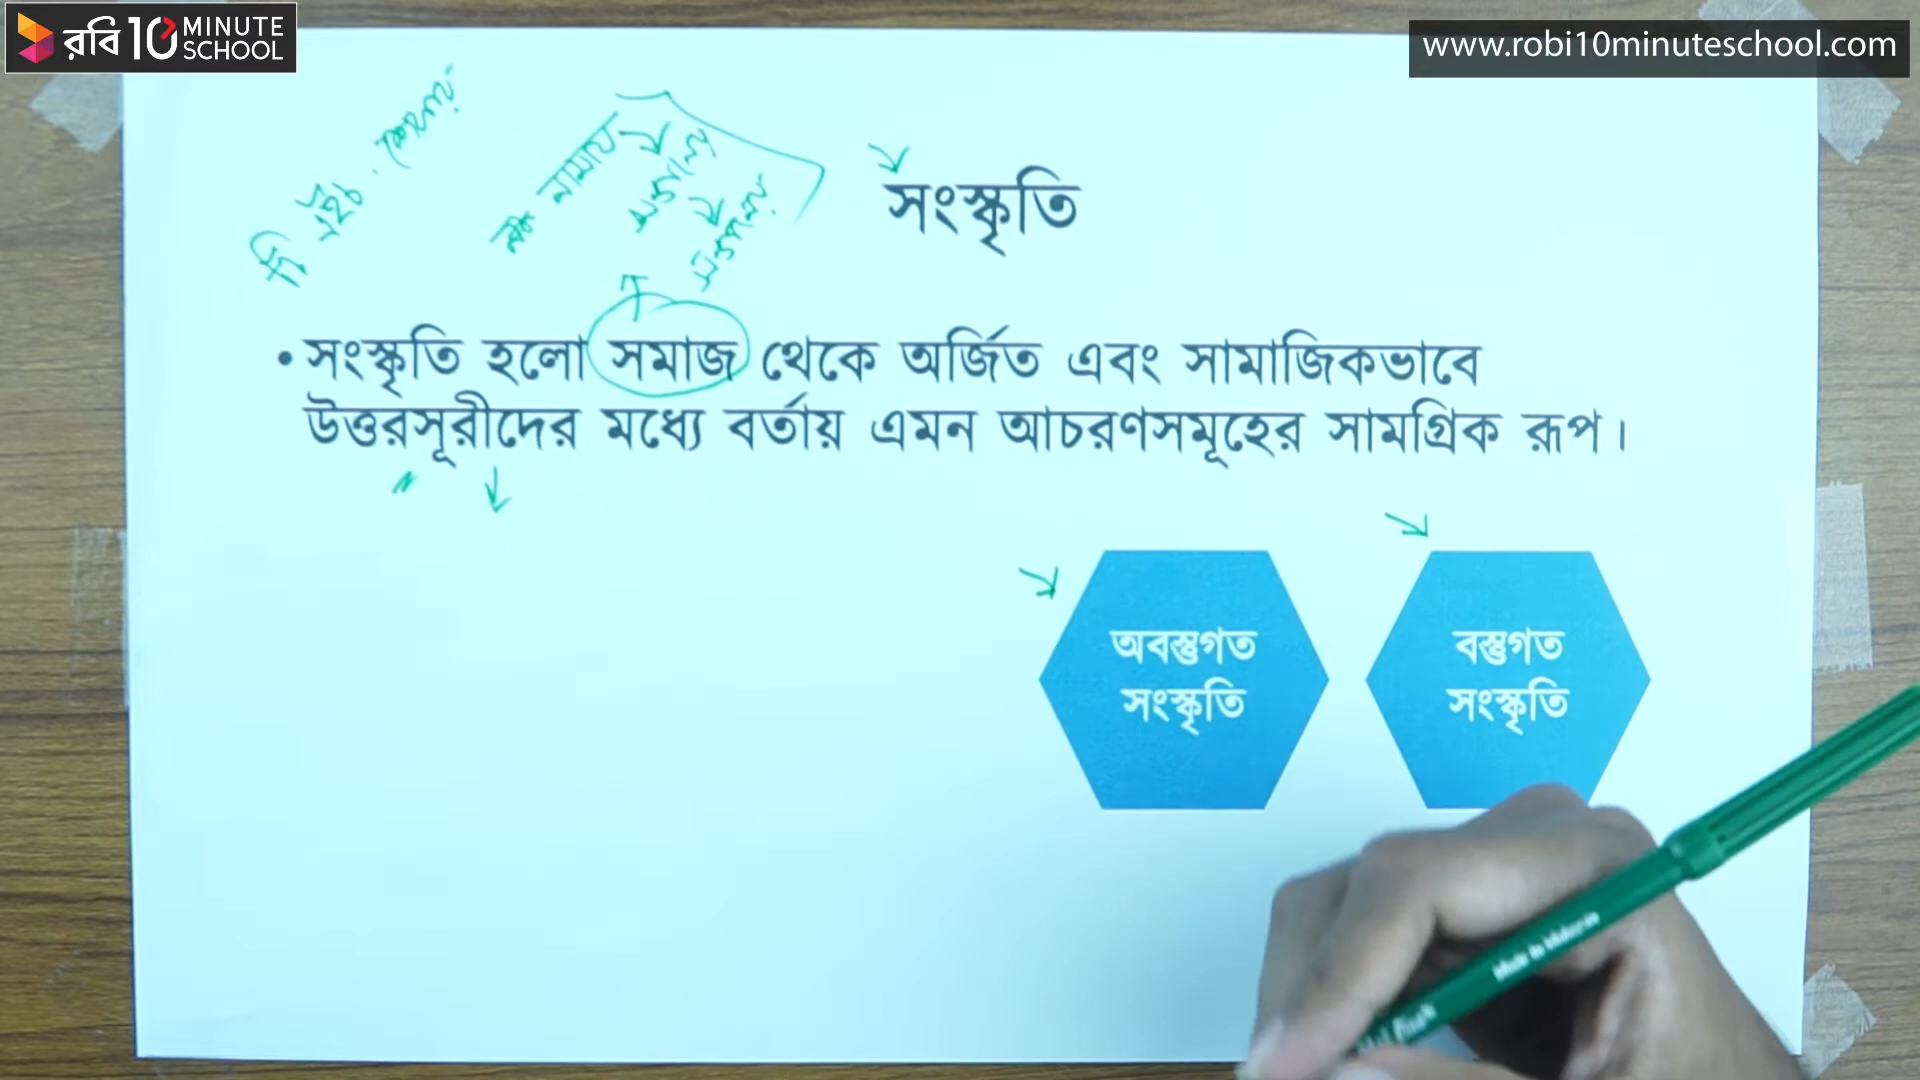 রবি 10 MINUTE SCHOOL
www.robi10minuteschool.com
সংস্কৃতি
• সংস্কৃতি হলো সমাজ থেকে অর্জিত এবং সামাজিকভাবে
উত্তরসূরীদের মধ্যে বর্তায় এমন আচরণসমূহের সামগ্রিক রূপ।
অবস্তুগত
সংস্কৃতি
বস্তুগত
সংস্কৃতি